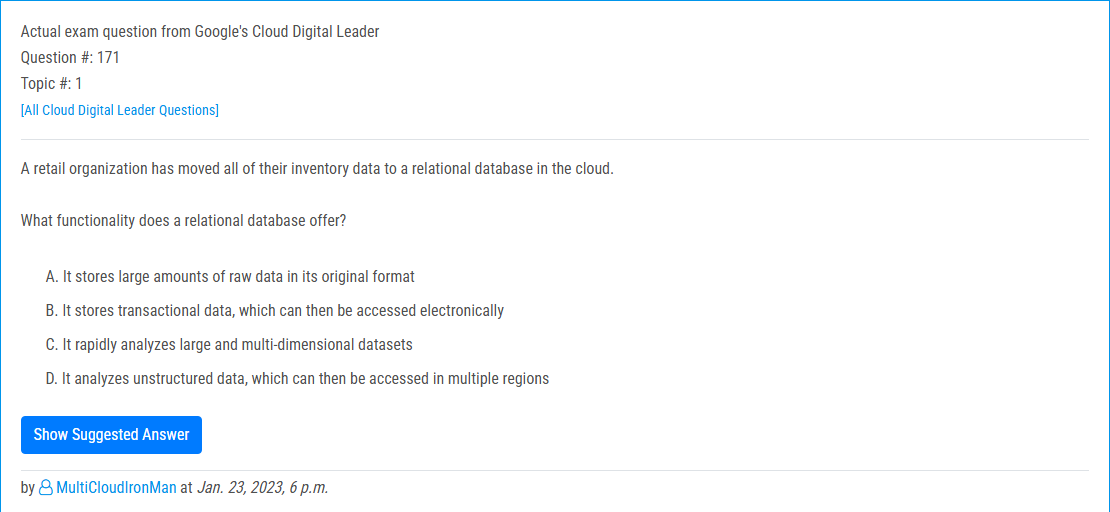 Actual exam question from Google's Cloud Digital Leader
Question #: 171
Topic #: 1
[All Cloud Digital Leader Questions]
A retail organization has moved all of their inventory data to a relational database in the cloud.
What functionality does a relational database offer?
A. It stores large amounts of raw data in its original format
B. It stores transactional data, which can then be accessed electronically
C. It rapidly analyzes large and multi-dimensional datasets
D. It analyzes unstructured data, which can then be accessed in multiple regions
Show Suggested Answer
by MultiCloudIronMan at Jan. 23, 2023, 6 p.m.